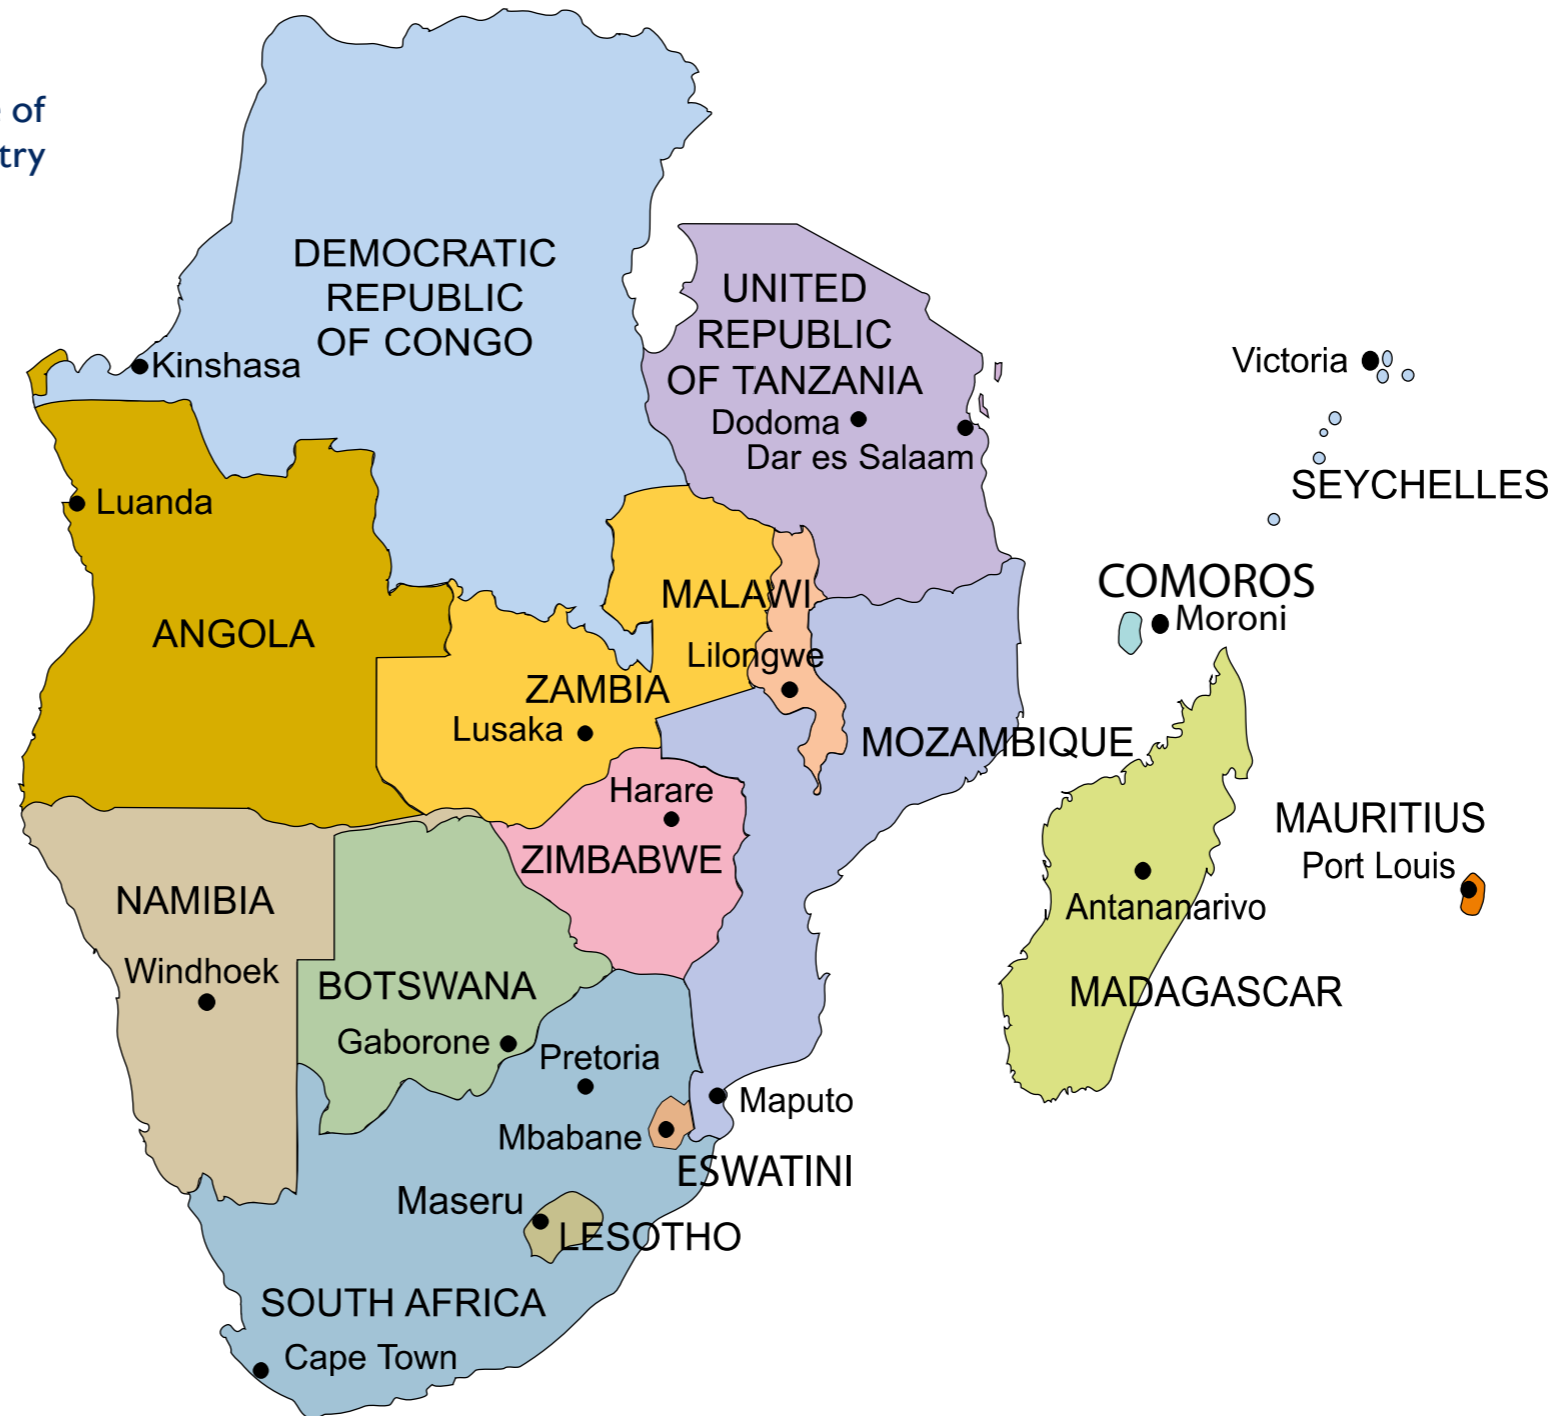 of
try
DEMOCRATIC
REPUBLIC
OF CONGO
Kinshasa
UNITED
REPUBLIC
OF TANZANIA
Dodoma
Dar es Salaam
Victoria
SEYCHELLES
Luanda
ANGOLA
MALAWI
Lilongwe
COMOROS
Moroni
ZAMBIA
Lusaka
MOZAMBIQUE
Harare
ZIMBABWE
MAURITIUS
Port Louis
Antananarivo
MADAGASCAR
NAMIBIA
Windhoek
BOTSWANA
Gaborone
Pretoria
Maputo
Mbabane
ESWATINI
Maseru
LESOTHO
SOUTH AFRICA
Cape Town